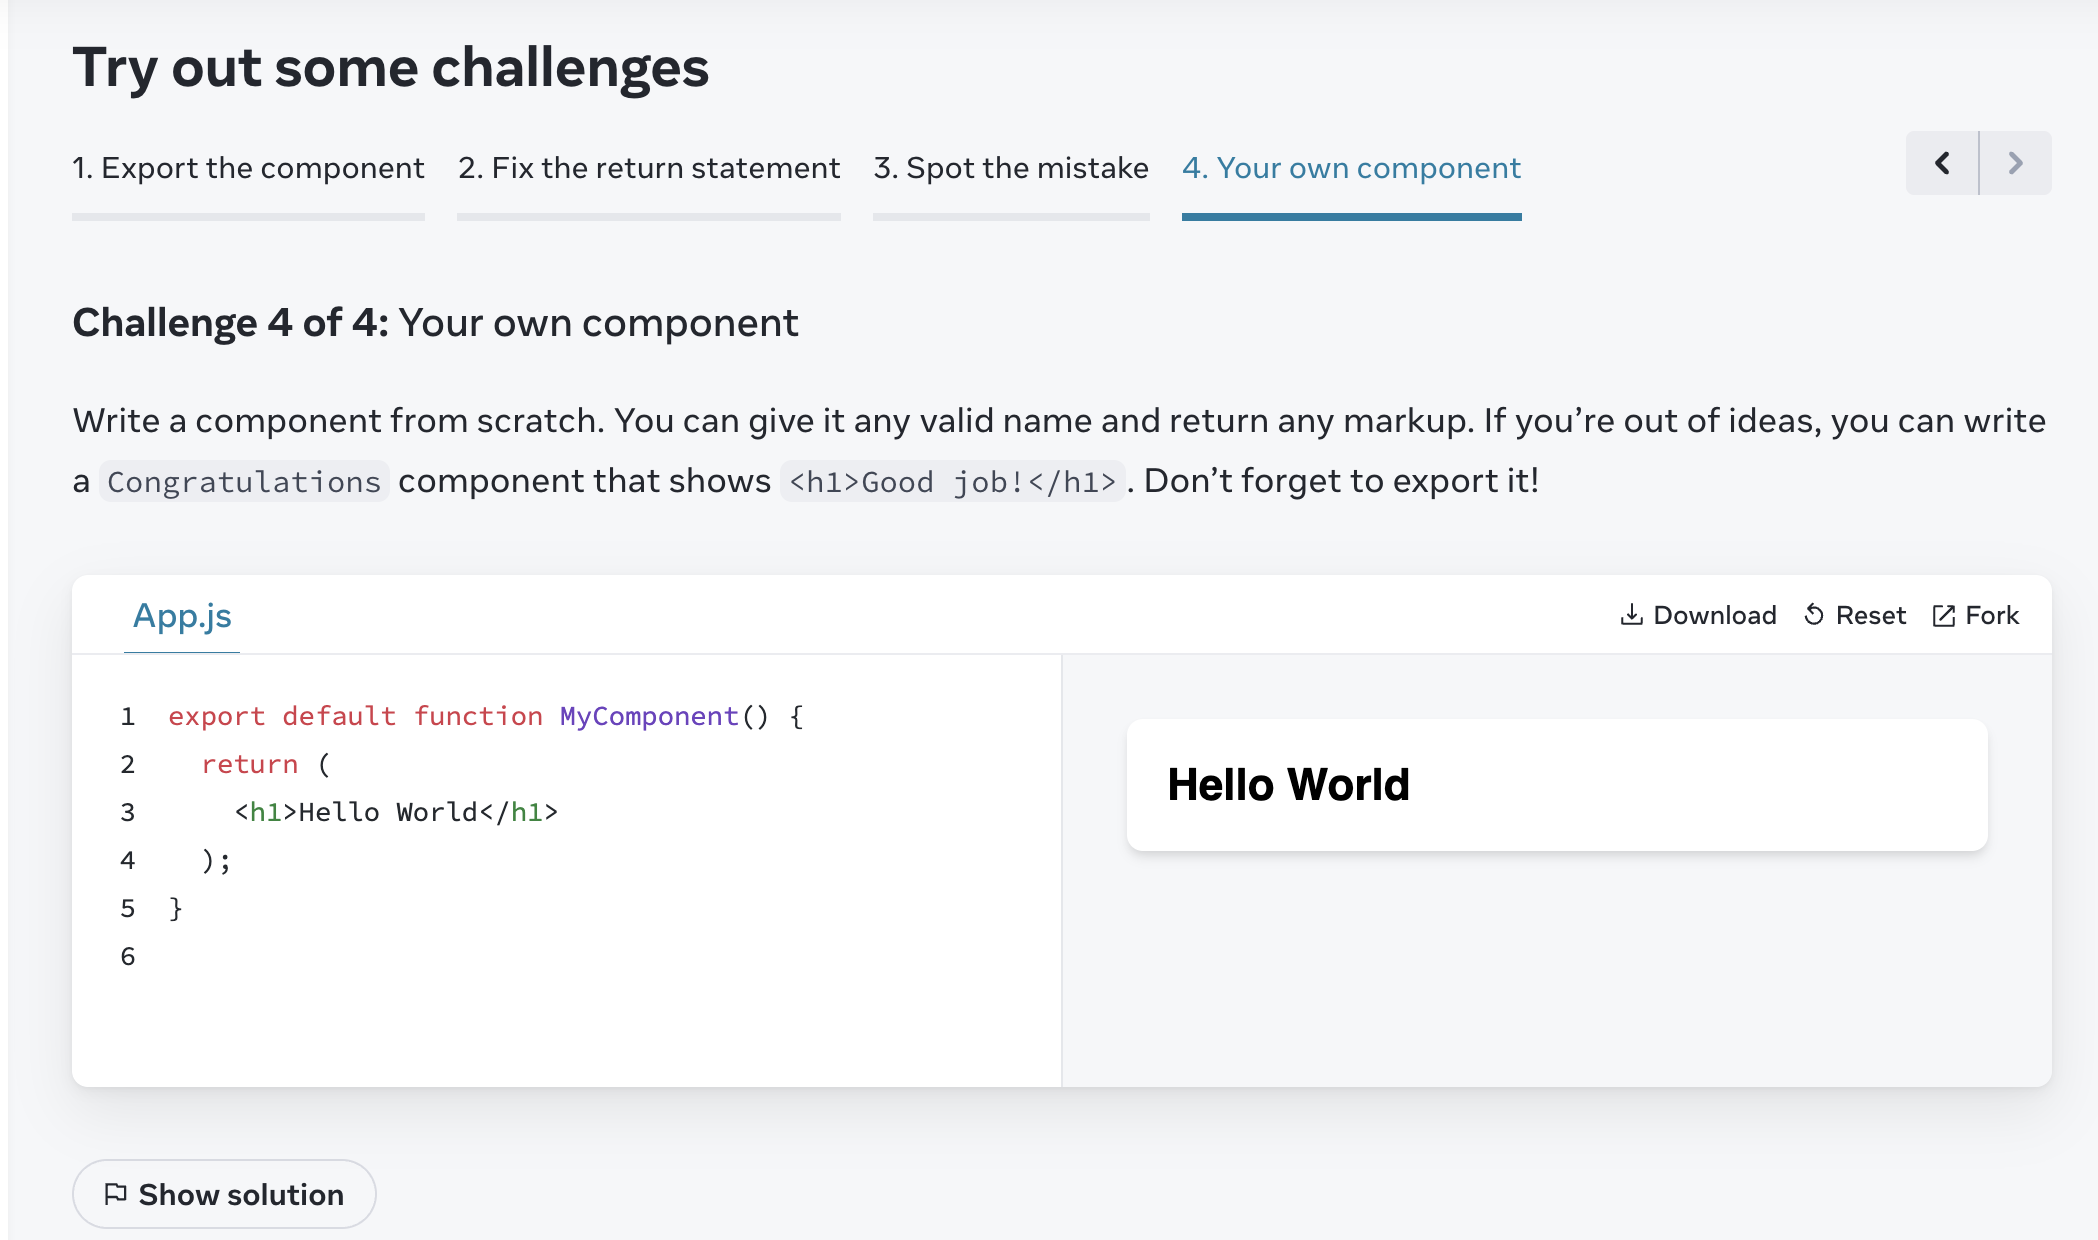 Try out some challenges
1. Export the component
2. Fix the return statement
3. Spot the mistake
4. Your own component
Challenge 4 of 4: Your own component
Write a component from scratch. You can give it any valid name and return any markup. If you’re out of ideas, you can write
a Congratulations component that shows <h1>Good job!</h1>. Don’t forget to export it!
App.js
Download
Reset
Fork
1 export default function MyComponent() {
2   return (
3     <h1>Hello World</h1>
4   );
5 }
6
Hello World
Show solution